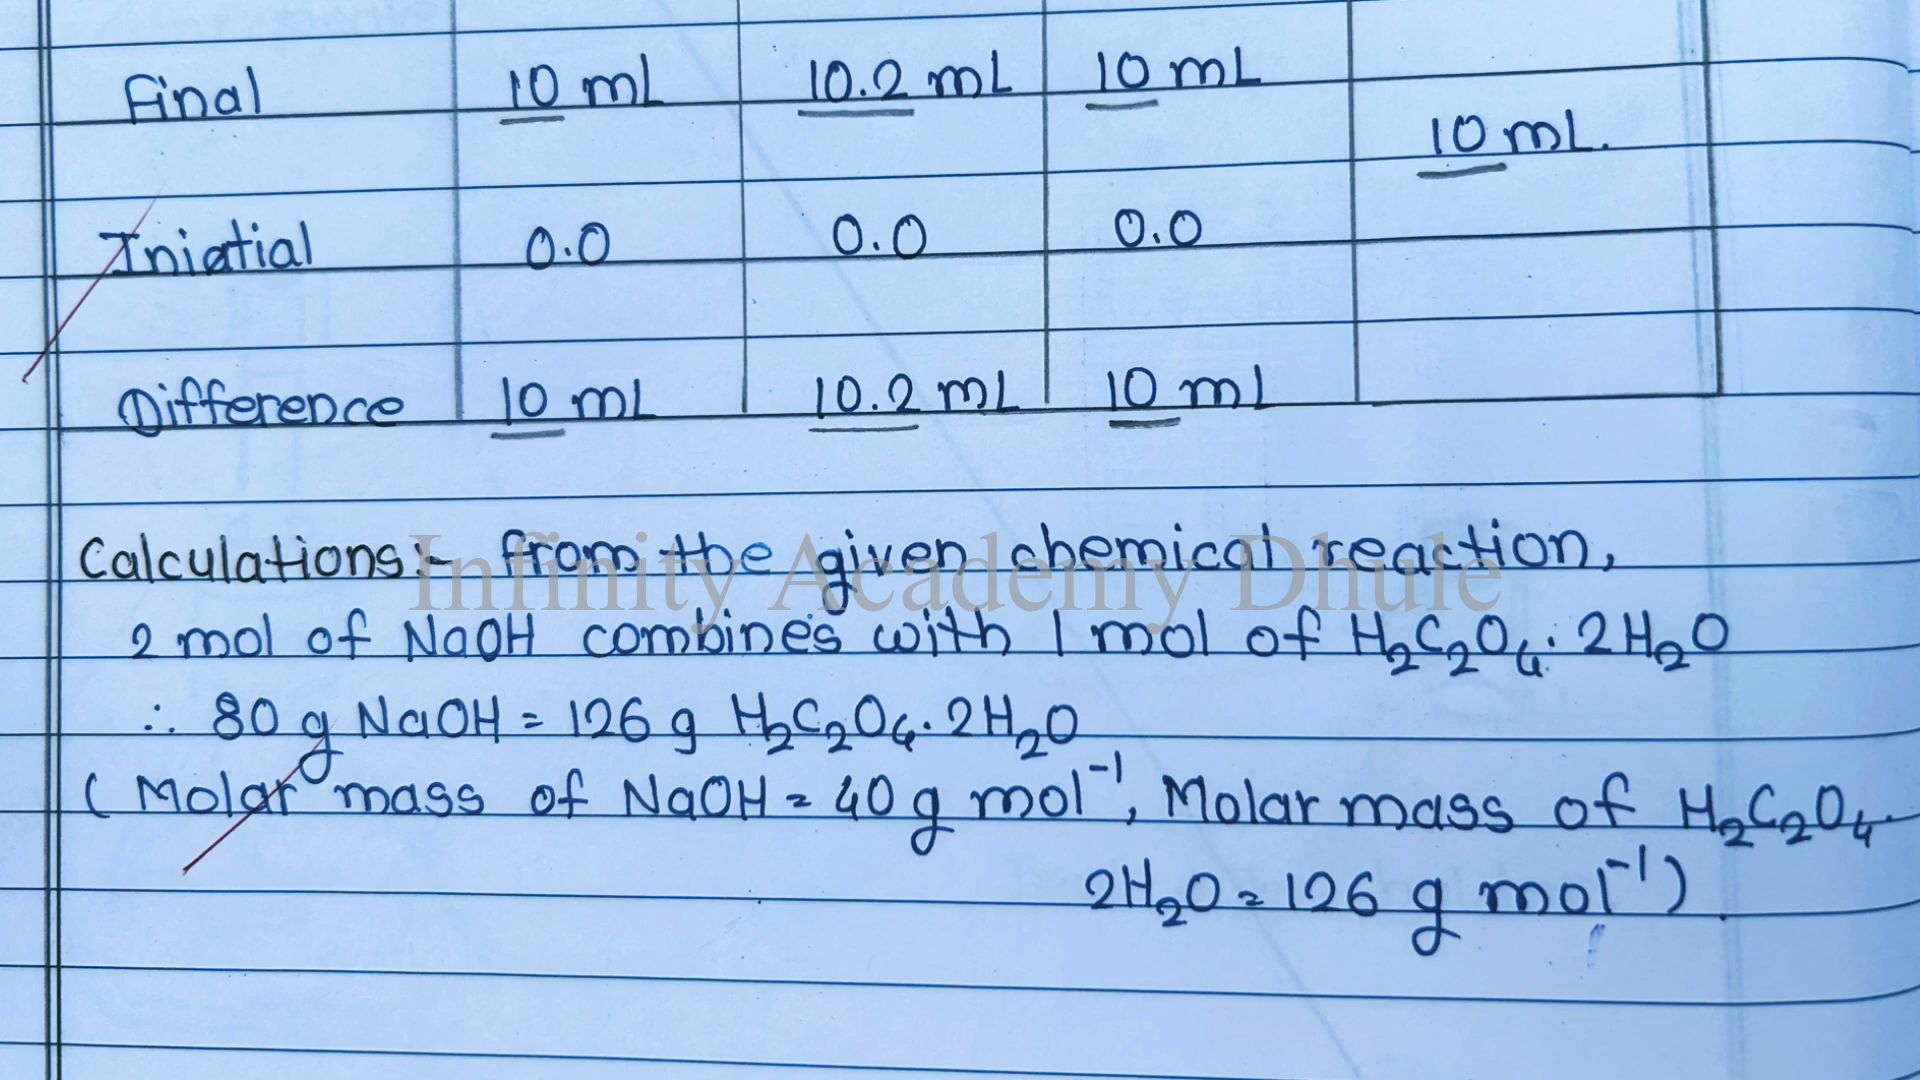 Final 10 mL 10.2 mL 10 mL
10 mL.
Iniatial 0.0 0.0 0.0
Difference 10 mL 10.2 mL 10 mL
Calculations:- from the given chemical reaction,
Infinity Academy Dhule
2 mol of NaOH combines with 1 mol of H₂C₂O₄. 2H₂O
∴ 80 g NaOH = 126 g H₂C₂O₄. 2H₂O
(Molar mass of NaOH = 40 g mol⁻¹, Molar mass of H₂C₂O₄.
2H₂O = 126 g mol⁻¹)